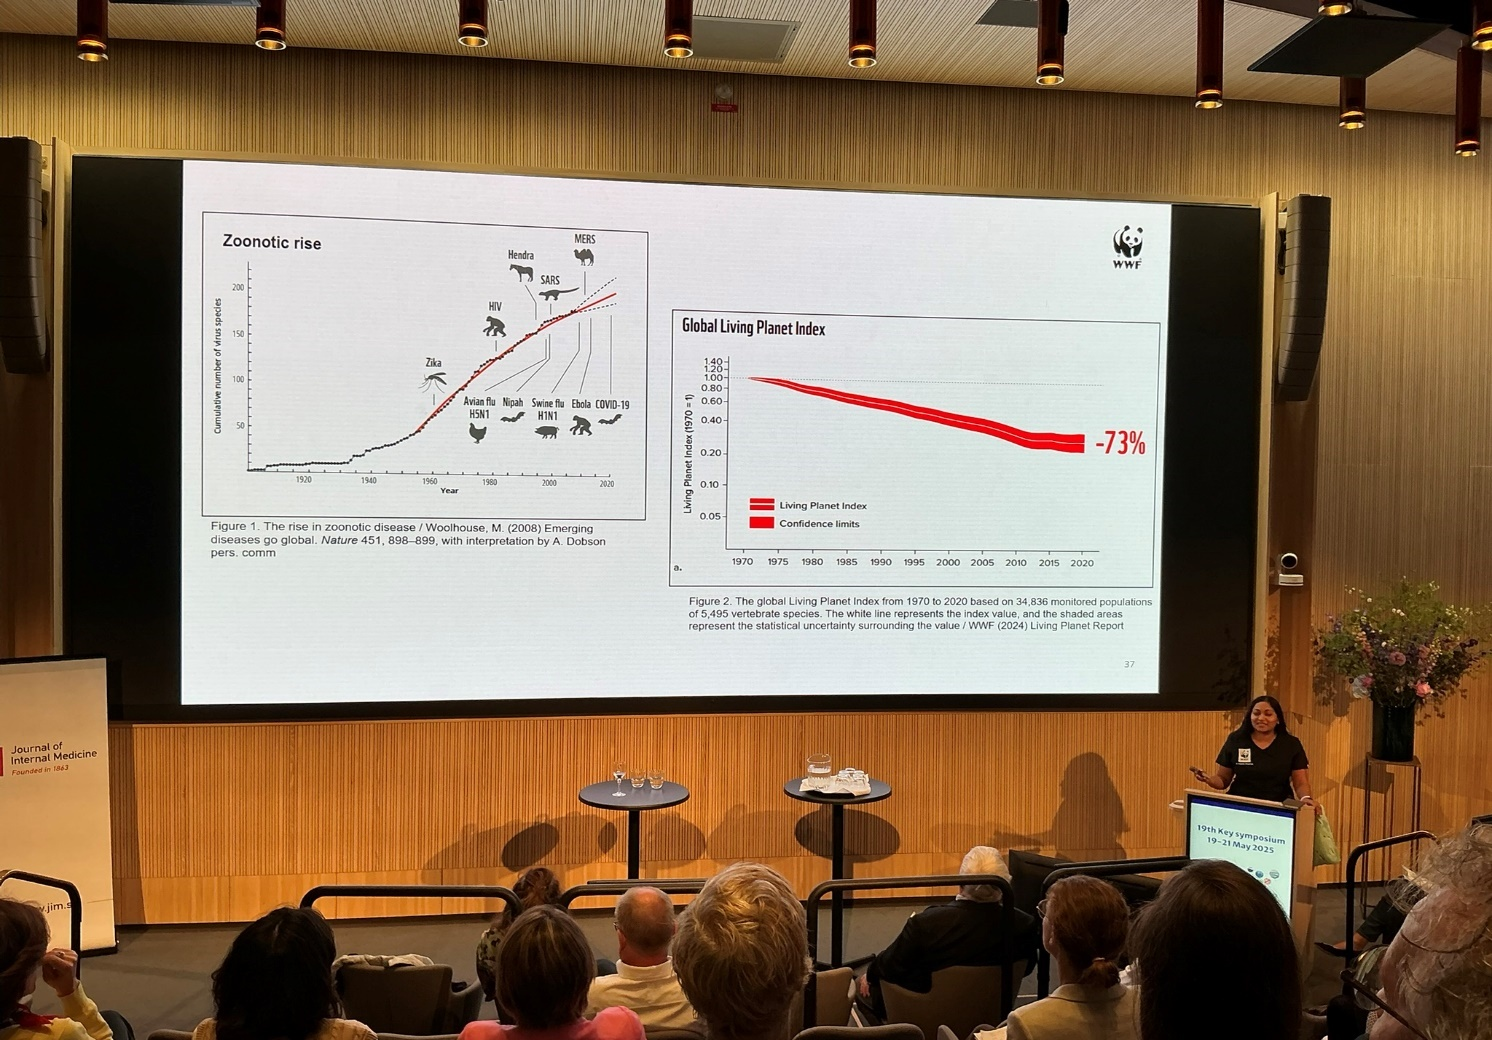 Zoonotic rise
Cumulative number of virus species
200
150
100
50
1920
1940
1960
1980
2000
2020
Year
Zika
HIV
Hendra
SARS
MERS
Avian flu
H5N1
Nipah
Swine flu
H1N1
Ebola
COVID-19
Figure 1. The rise in zoonotic disease / Woolhouse, M. (2008) Emerging
diseases go global. Nature 451, 898–899, with interpretation by A. Dobson
pers. comm
WWF
Global Living Planet Index
Living Planet Index (1970 = 1)
1.40
1.20
1.00
0.80
0.60
0.40
0.20
0.10
0.05
-73%
Living Planet Index
Confidence limits
1970
1975
1980
1985
1990
1995
2000
2005
2010
2015
2020
a.
Figure 2. The global Living Planet Index from 1970 to 2020 based on 34,836 monitored populations
of 5,495 vertebrate species. The white line represents the index value, and the shaded areas
represent the statistical uncertainty surrounding the value / WWF (2024) Living Planet Report
37
Journal of
Internal Medicine
Founded in 1863
19th Key symposium
19-21 May 2025